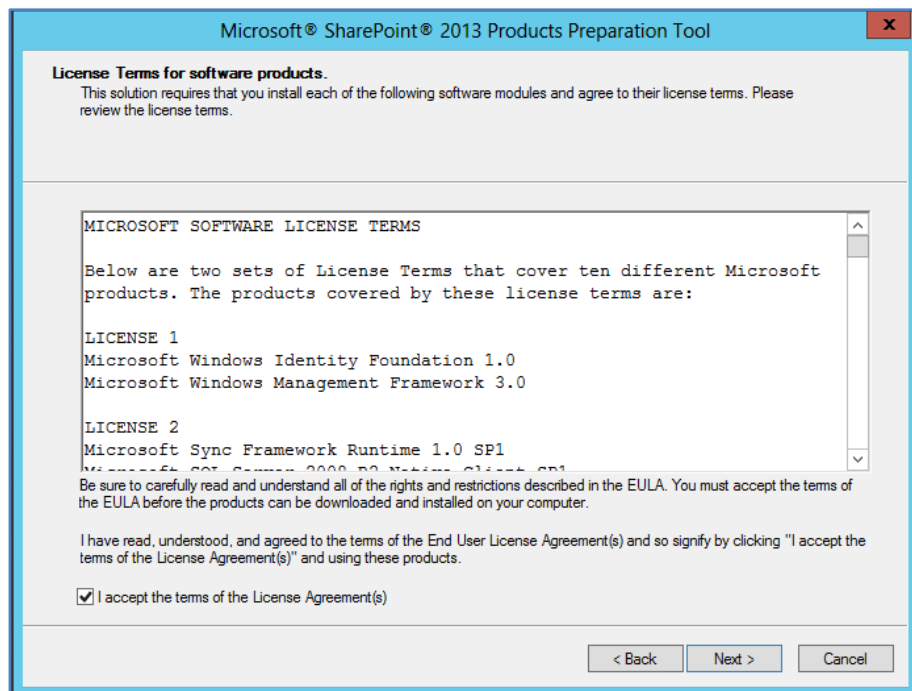 Microsoft® SharePoint® 2013 Products Preparation Tool
x
License Terms for software products.
This solution requires that you install each of the following software modules and agree to their license terms. Please
review the license terms.
MICROSOFT SOFTWARE LICENSE TERMS
Below are two sets of License Terms that cover ten different Microsoft
products. The products covered by these license terms are:
LICENSE 1
Microsoft Windows Identity Foundation 1.0
Microsoft Windows Management Framework 3.0
LICENSE 2
Microsoft Sync Framework Runtime 1.0 SP1
Microsoft SQL Server 2008 R2 Native Client SP1
Be sure to carefully read and understand all of the rights and restrictions described in the EULA. You must accept the terms of
the EULA before the products can be downloaded and installed on your computer.
I have read, understood, and agreed to the terms of the End User License Agreement(s) and so signify by clicking "I accept the
terms of the License Agreement(s)" and using these products.
I accept the terms of the License Agreement(s)
< Back
Next >
Cancel